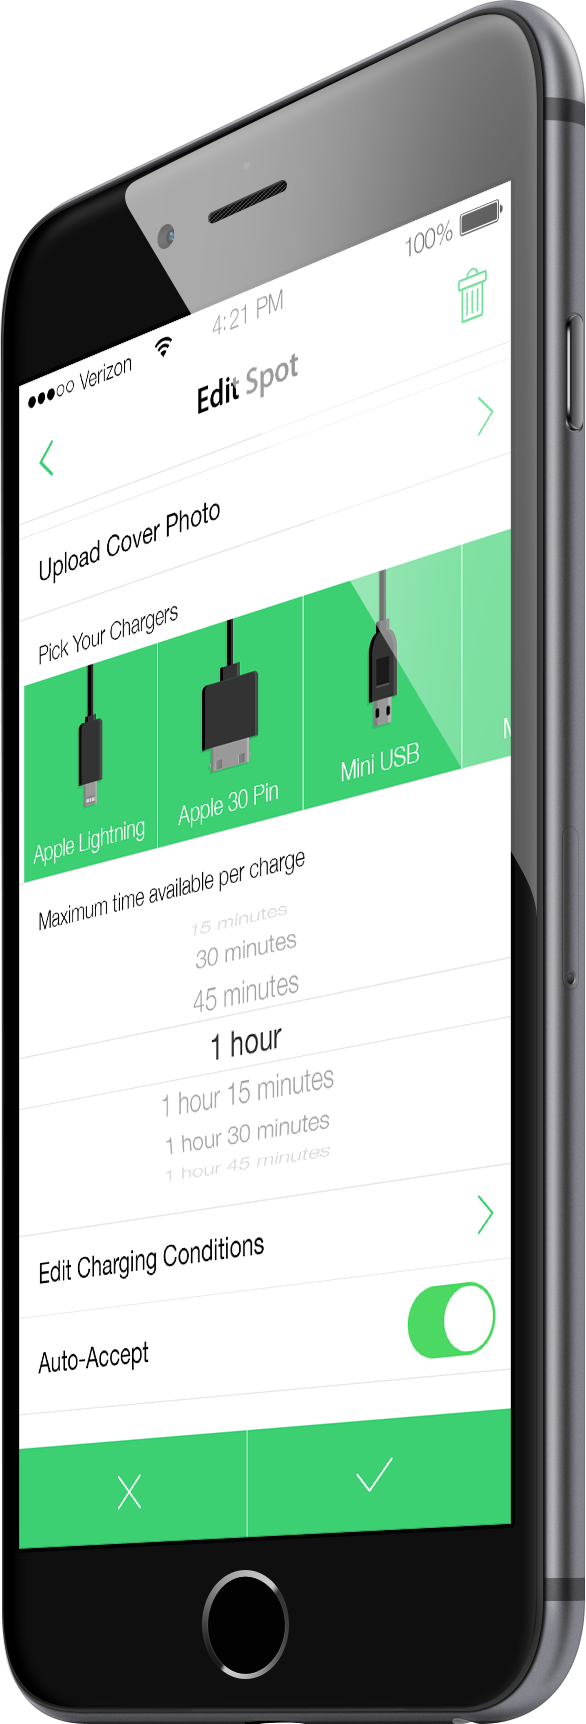 ●●●○○ Verizon 4:21 PM 100%
Edit Spot
Upload Cover Photo
Pick Your Chargers
Apple Lightning Apple 30 Pin Mini USB
Maximum time available per charge
15 minutes
30 minutes
45 minutes
1 hour
1 hour 15 minutes
1 hour 30 minutes
1 hour 45 minutes
Edit Charging Conditions
Auto-Accept